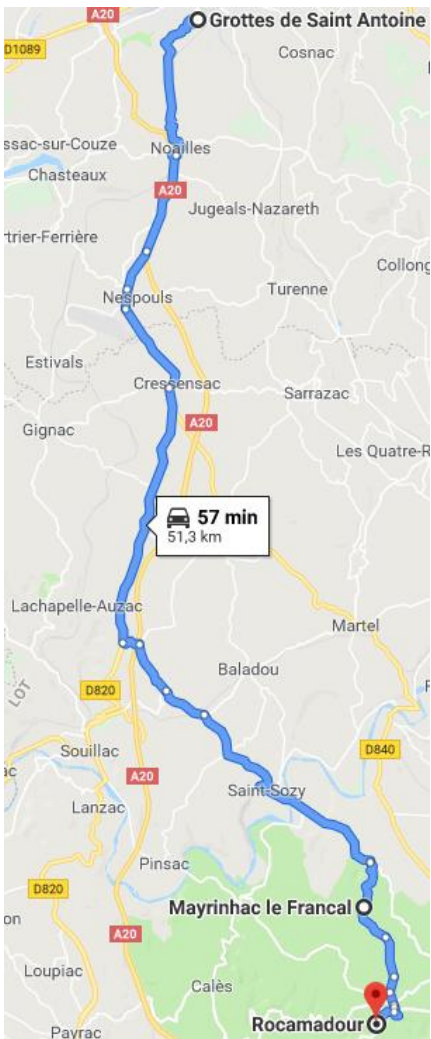 A20
Grottes de Saint Antoine
D1089
Cosnac
ssac-sur-Couze
Noailles
Chasteaux
A20
Jugeals-Nazareth
rtrier-Ferrière
Collong
Turenne
Nespouls
Estivals
Cressensac
Sarrazac
A20
Gignac
Les Quatre-R
57 min
51,3 km
Lachapelle-Auzac
Martel
Baladou
LOT
D820
D840
Souillac
ac
A20
Saint-Sozy
Lanzac
Pinsac
D820
Mayrinhac le Francal
on
A20
Loupiac
Calès
Rocamadour
Payrac